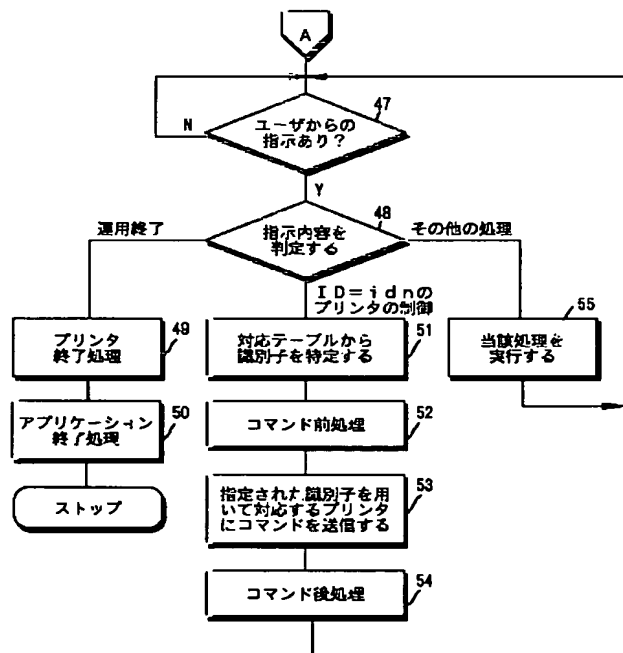 A
47
N
ユーザからの
指示あり？
Y
48
運用終了
指示内容を
判定する
その他の処理
ID＝idnの
プリンタの制御
プリンタ
終了処理
49
対応テーブルから
識別子を特定する
51
55
当該処理を
実行する
アプリケーション
終了処理
50
コマンド前処理
52
ストップ
指定された識別子を用
いて対応するプリンタ
にコマンドを送信する
53
コマンド後処理
54